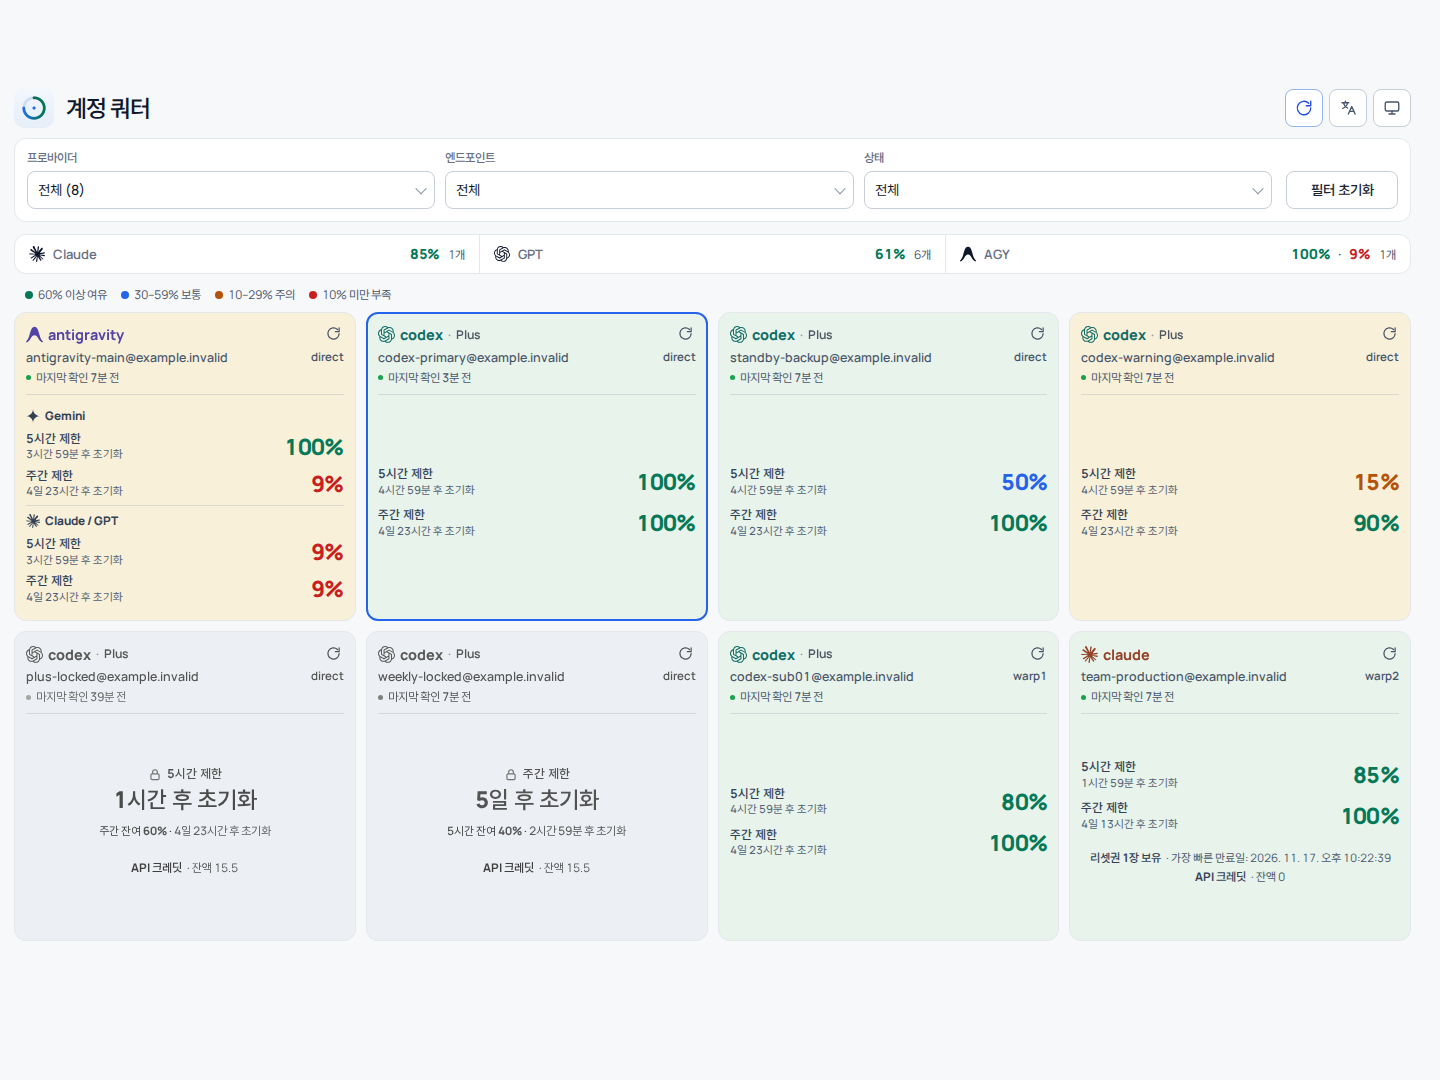 계정 쿼터
프로바이더
전체 (8)
엔드포인트
전체
상태
전체
필터 초기화
Claude 85% 1개
GPT 61% 6개
AGY 100% · 9% 1개
60% 이상 여유 30–59% 보통 10–29% 주의 10% 미만 부족
antigravity
antigravity-main@example.invalid direct
마지막 확인 7분 전
Gemini
5시간 제한 100%
3시간 59분 후 초기화
주간 제한 9%
4일 23시간 후 초기화
Claude / GPT
5시간 제한 9%
3시간 59분 후 초기화
주간 제한 9%
4일 23시간 후 초기화
codex · Plus
codex-primary@example.invalid direct
마지막 확인 3분 전
5시간 제한 100%
4시간 59분 후 초기화
주간 제한 100%
4일 23시간 후 초기화
codex · Plus
standby-backup@example.invalid direct
마지막 확인 7분 전
5시간 제한 50%
4시간 59분 후 초기화
주간 제한 100%
4일 23시간 후 초기화
codex · Plus
codex-warning@example.invalid direct
마지막 확인 7분 전
5시간 제한 15%
4시간 59분 후 초기화
주간 제한 90%
4일 23시간 후 초기화
codex · Plus
plus-locked@example.invalid direct
마지막 확인 39분 전
5시간 제한
1시간 후 초기화
주간 잔여 60% · 4일 23시간 후 초기화
API 크레딧 · 잔액 15.5
codex · Plus
weekly-locked@example.invalid direct
마지막 확인 7분 전
주간 제한
5일 후 초기화
5시간 잔여 40% · 2시간 59분 후 초기화
API 크레딧 · 잔액 15.5
codex · Plus
codex-sub01@example.invalid warp1
마지막 확인 7분 전
5시간 제한 80%
4시간 59분 후 초기화
주간 제한 100%
4일 23시간 후 초기화
claude
team-production@example.invalid warp2
마지막 확인 7분 전
5시간 제한 85%
1시간 59분 후 초기화
주간 제한 100%
4일 13시간 후 초기화
리셋권 1장 보유 · 가장 빠른 만료일: 2026. 11. 17. 오후 10:22:39
API 크레딧 · 잔액 0